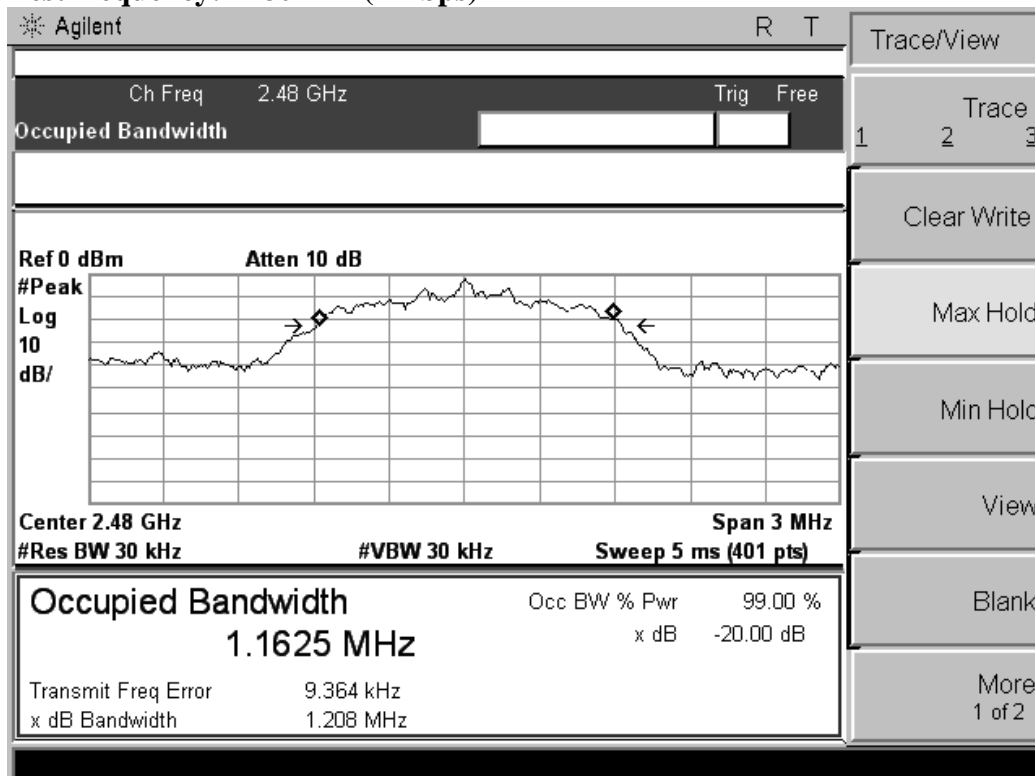 Agilent R T
Trace/View
Ch Freq 2.48 GHz Trig Free
Occupied Bandwidth
Trace
1 2 3
Clear Write
Ref 0 dBm Atten 10 dB
#Peak
Log
10
dB/
Max Hold
Min Hold
View
Center 2.48 GHz Span 3 MHz
#Res BW 30 kHz #VBW 30 kHz Sweep 5 ms (401 pts)
Occupied Bandwidth
1.1625 MHz
Occ BW % Pwr 99.00 %
x dB -20.00 dB
Transmit Freq Error 9.364 kHz
x dB Bandwidth 1.208 MHz
Blank
More
1 of 2